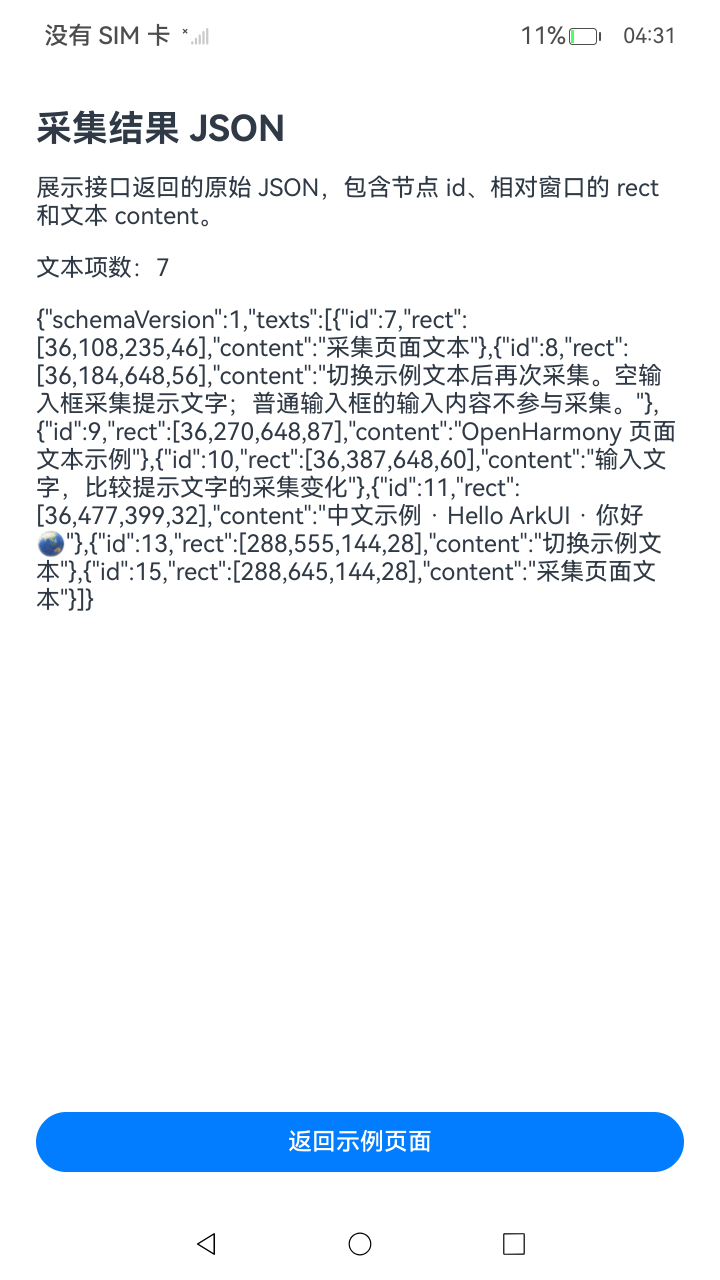 没有 SIM 卡
11%
04:31
采集结果 JSON
展示接口返回的原始 JSON，包含节点 id、相对窗口的 rect
和文本 content。
文本项数：7
{"schemaVersion":1,"texts":[{"id":7,"rect":
[36,108,235,46],"content":"采集页面文本"},{"id":8,"rect":
[36,184,648,56],"content":"切换示例文本后再次采集。空输
入框采集提示文字；普通输入框的输入内容不参与采集。"},
{"id":9,"rect":[36,270,648,87],"content":"OpenHarmony 页面
文本示例"},{"id":10,"rect":[36,387,648,60],"content":"输入文
字，比较提示文字的采集变化"},{"id":11,"rect":
[36,477,399,32],"content":"中文示例 · Hello ArkUI · 你好
🌏"},{"id":13,"rect":[288,555,144,28],"content":"切换示例文
本"},{"id":15,"rect":[288,645,144,28],"content":"采集页面文
本"}]}
返回示例页面